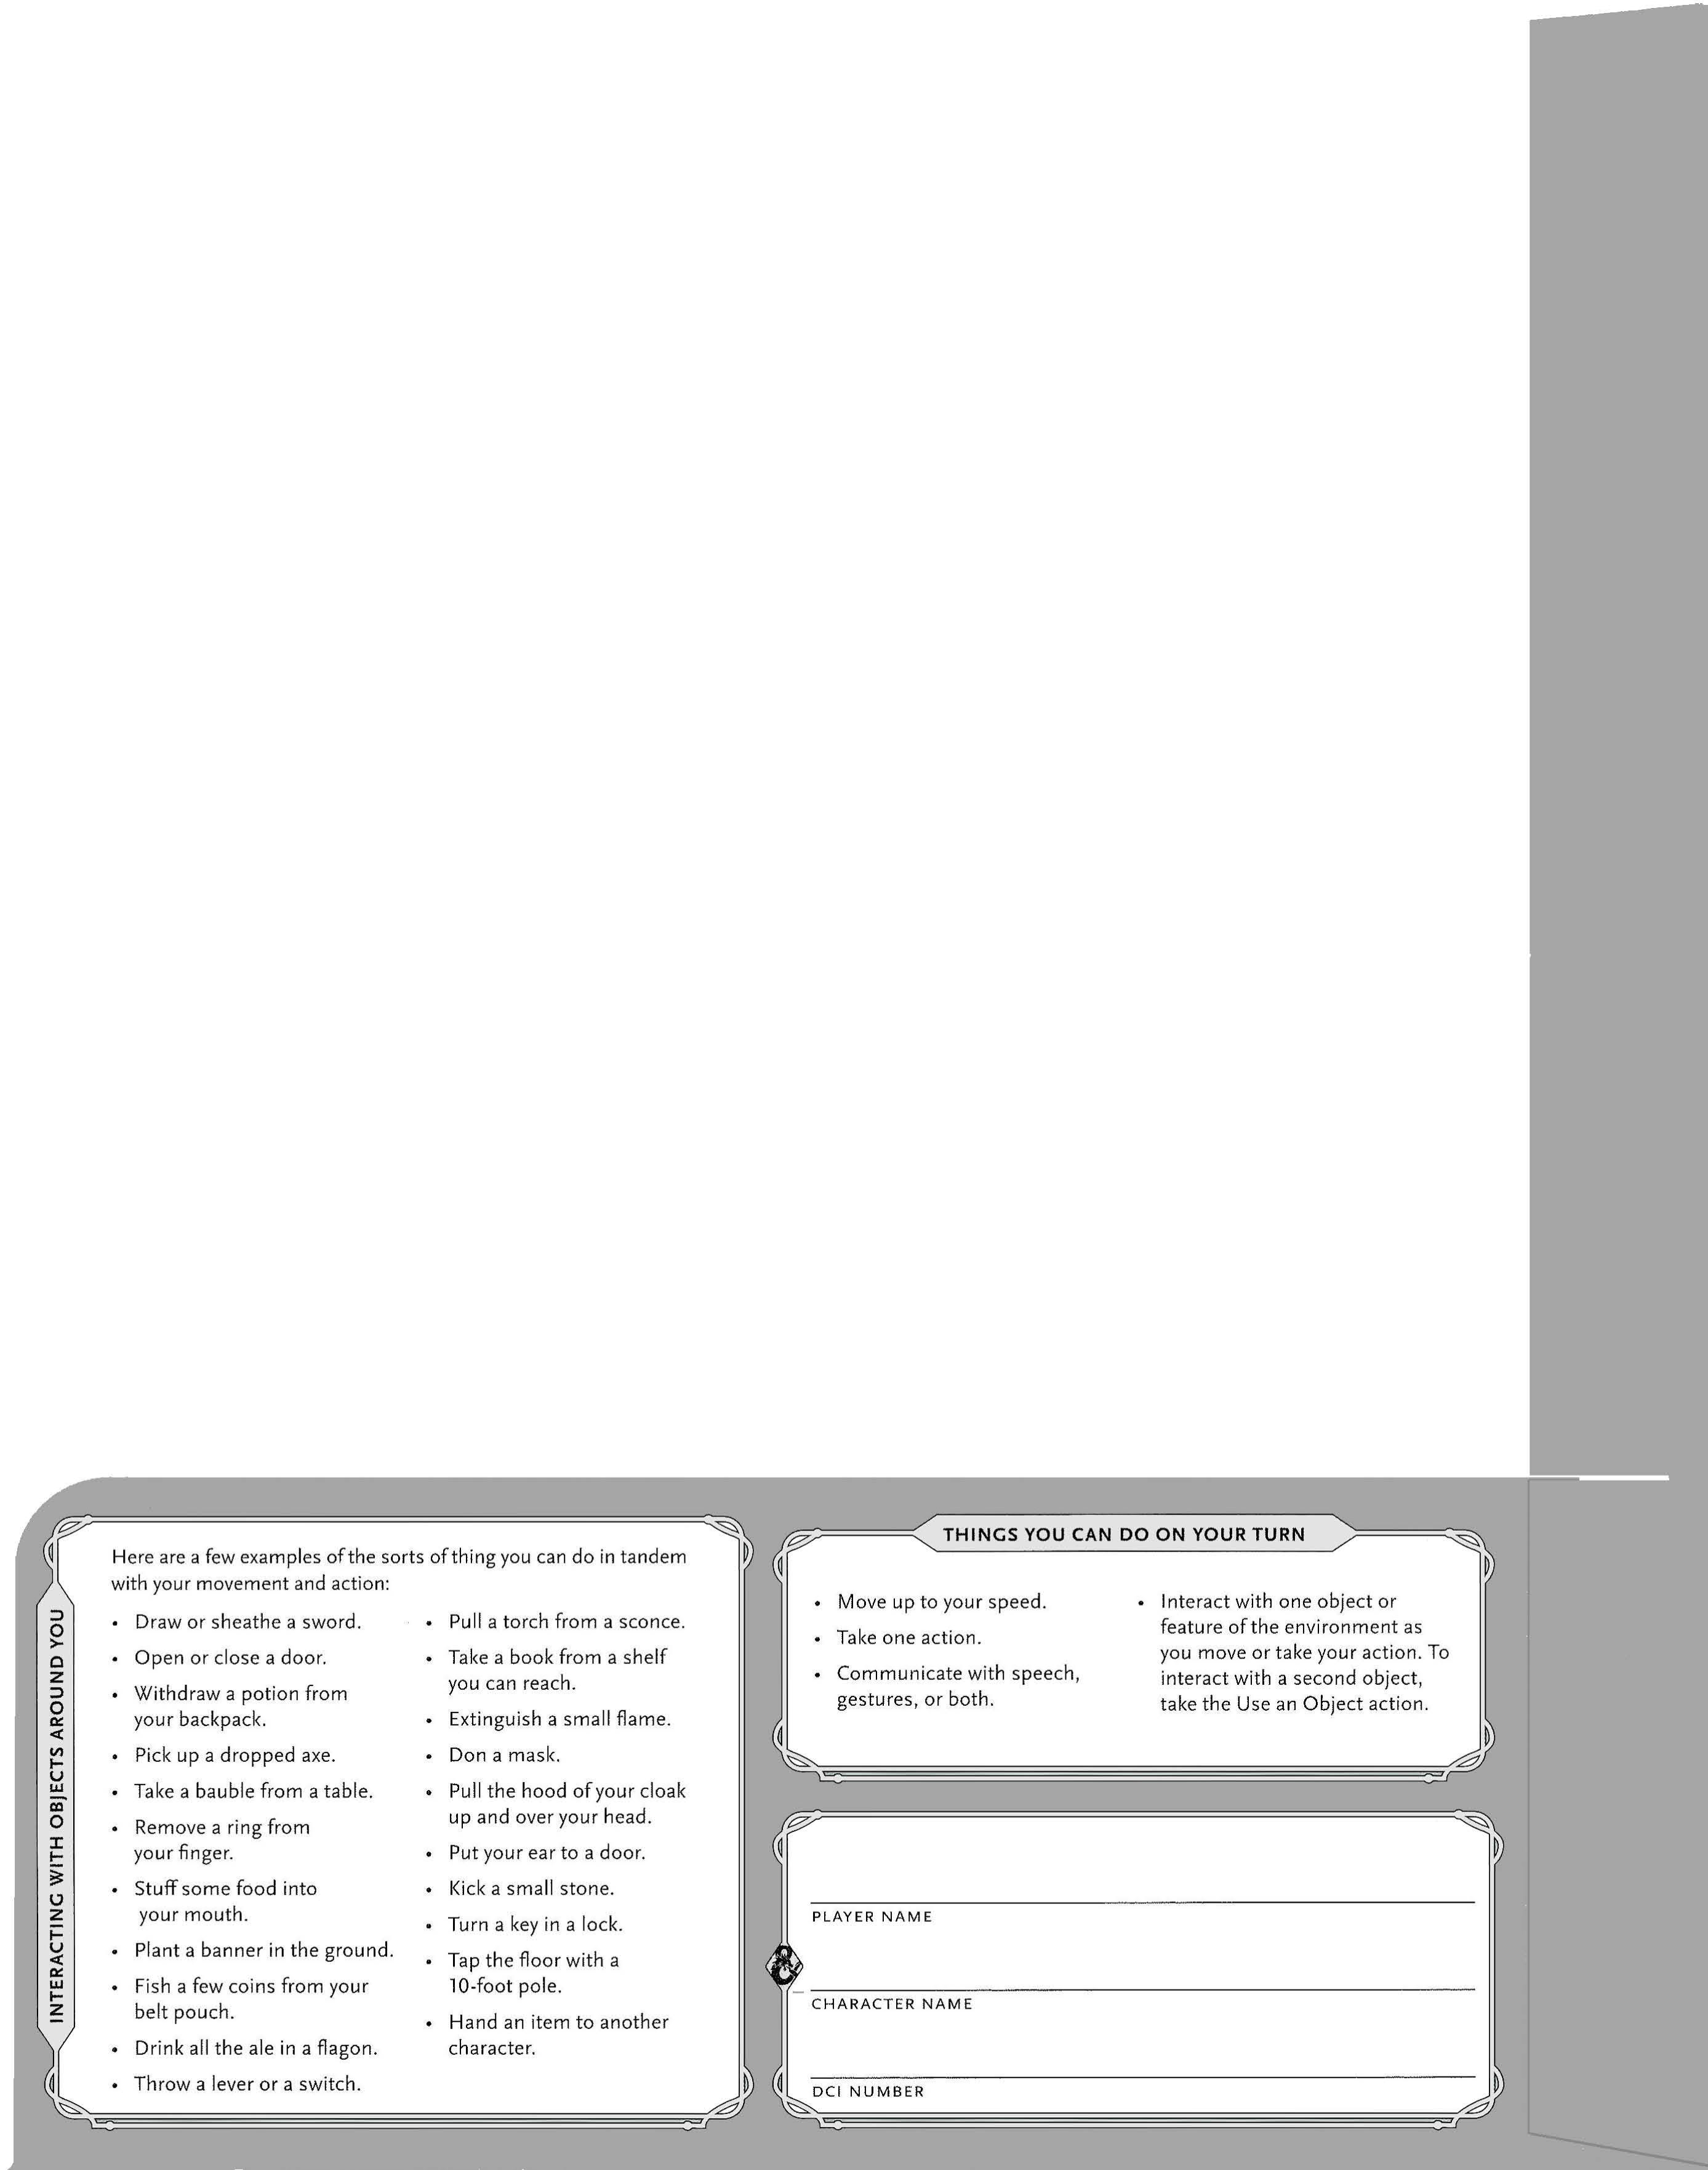 INTERACTING WITH OBJECTS AROUND YOU
Here are a few examples of the sorts of thing you can do in tandem
with your movement and action:
• Draw or sheathe a sword.
• Open or close a door.
• Withdraw a potion from
your backpack.
• Pick up a dropped axe.
• Take a bauble from a table.
• Remove a ring from
your finger.
• Stuff some food into
your mouth.
• Plant a banner in the ground.
• Fish a few coins from your
belt pouch.
• Drink all the ale in a flagon.
• Throw a lever or a switch.
• Pull a torch from a sconce.
• Take a book from a shelf
you can reach.
• Extinguish a small flame.
• Don a mask.
• Pull the hood of your cloak
up and over your head.
• Put your ear to a door.
• Kick a small stone.
• Turn a key in a lock.
• Tap the floor with a
10-foot pole.
• Hand an item to another
character.
THINGS YOU CAN DO ON YOUR TURN
• Move up to your speed.
• Take one action.
• Communicate with speech,
gestures, or both.
• Interact with one object or
feature of the environment as
you move or take your action. To
interact with a second object,
take the Use an Object action.
PLAYER NAME
CHARACTER NAME
DCI NUMBER